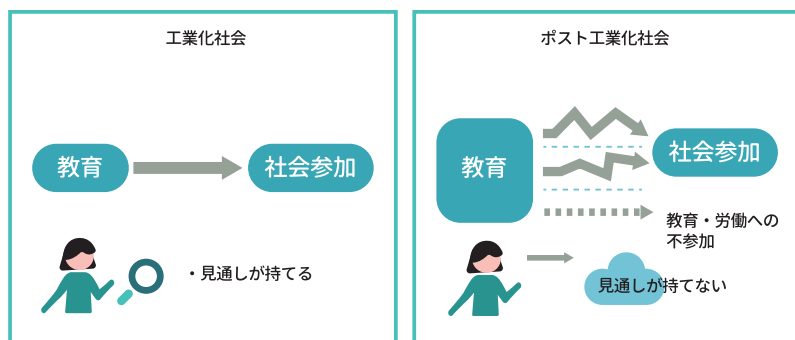 工業化社会
教育
社会参加
・見通しが持てる
ポスト工業化社会
教育
社会参加
教育・労働への
不参加
見通しが持てない